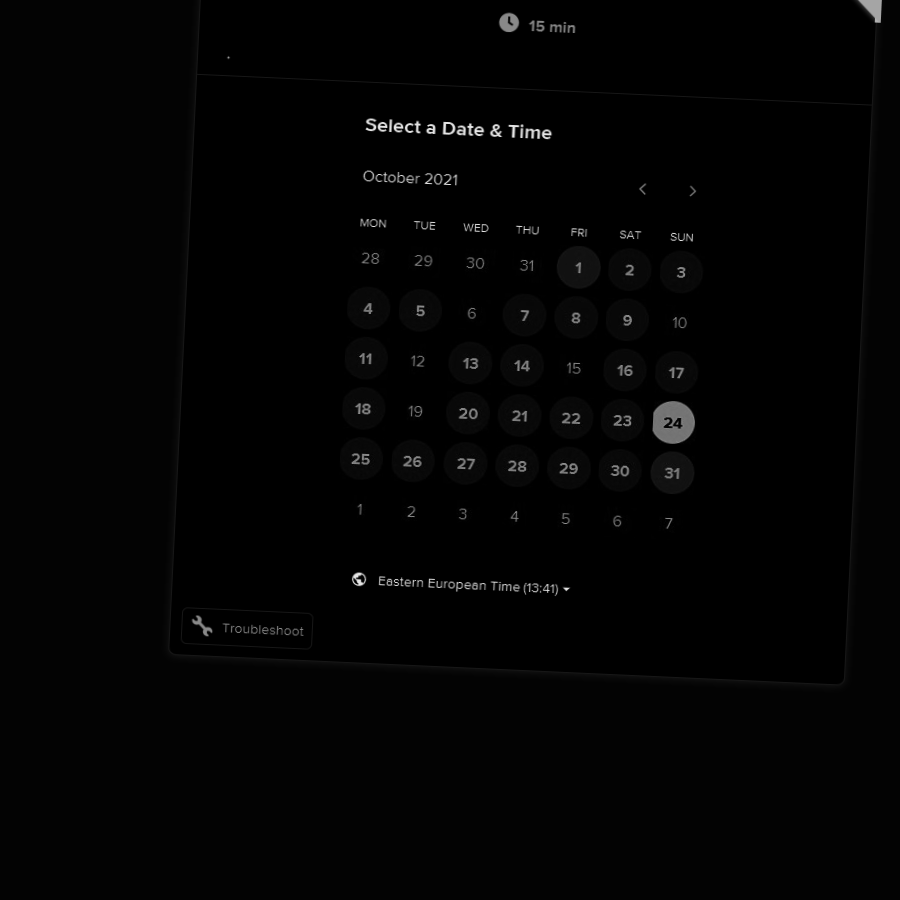 15 min
Select a Date & Time
October 2021
MON TUE WED THU FRI SAT SUN
28 29 30 31 1 2 3
4 5 6 7 8 9 10
11 12 13 14 15 16 17
18 19 20 21 22 23 24
25 26 27 28 29 30 31
1 2 3 4 5 6 7
Eastern European Time (13:41)
Troubleshoot